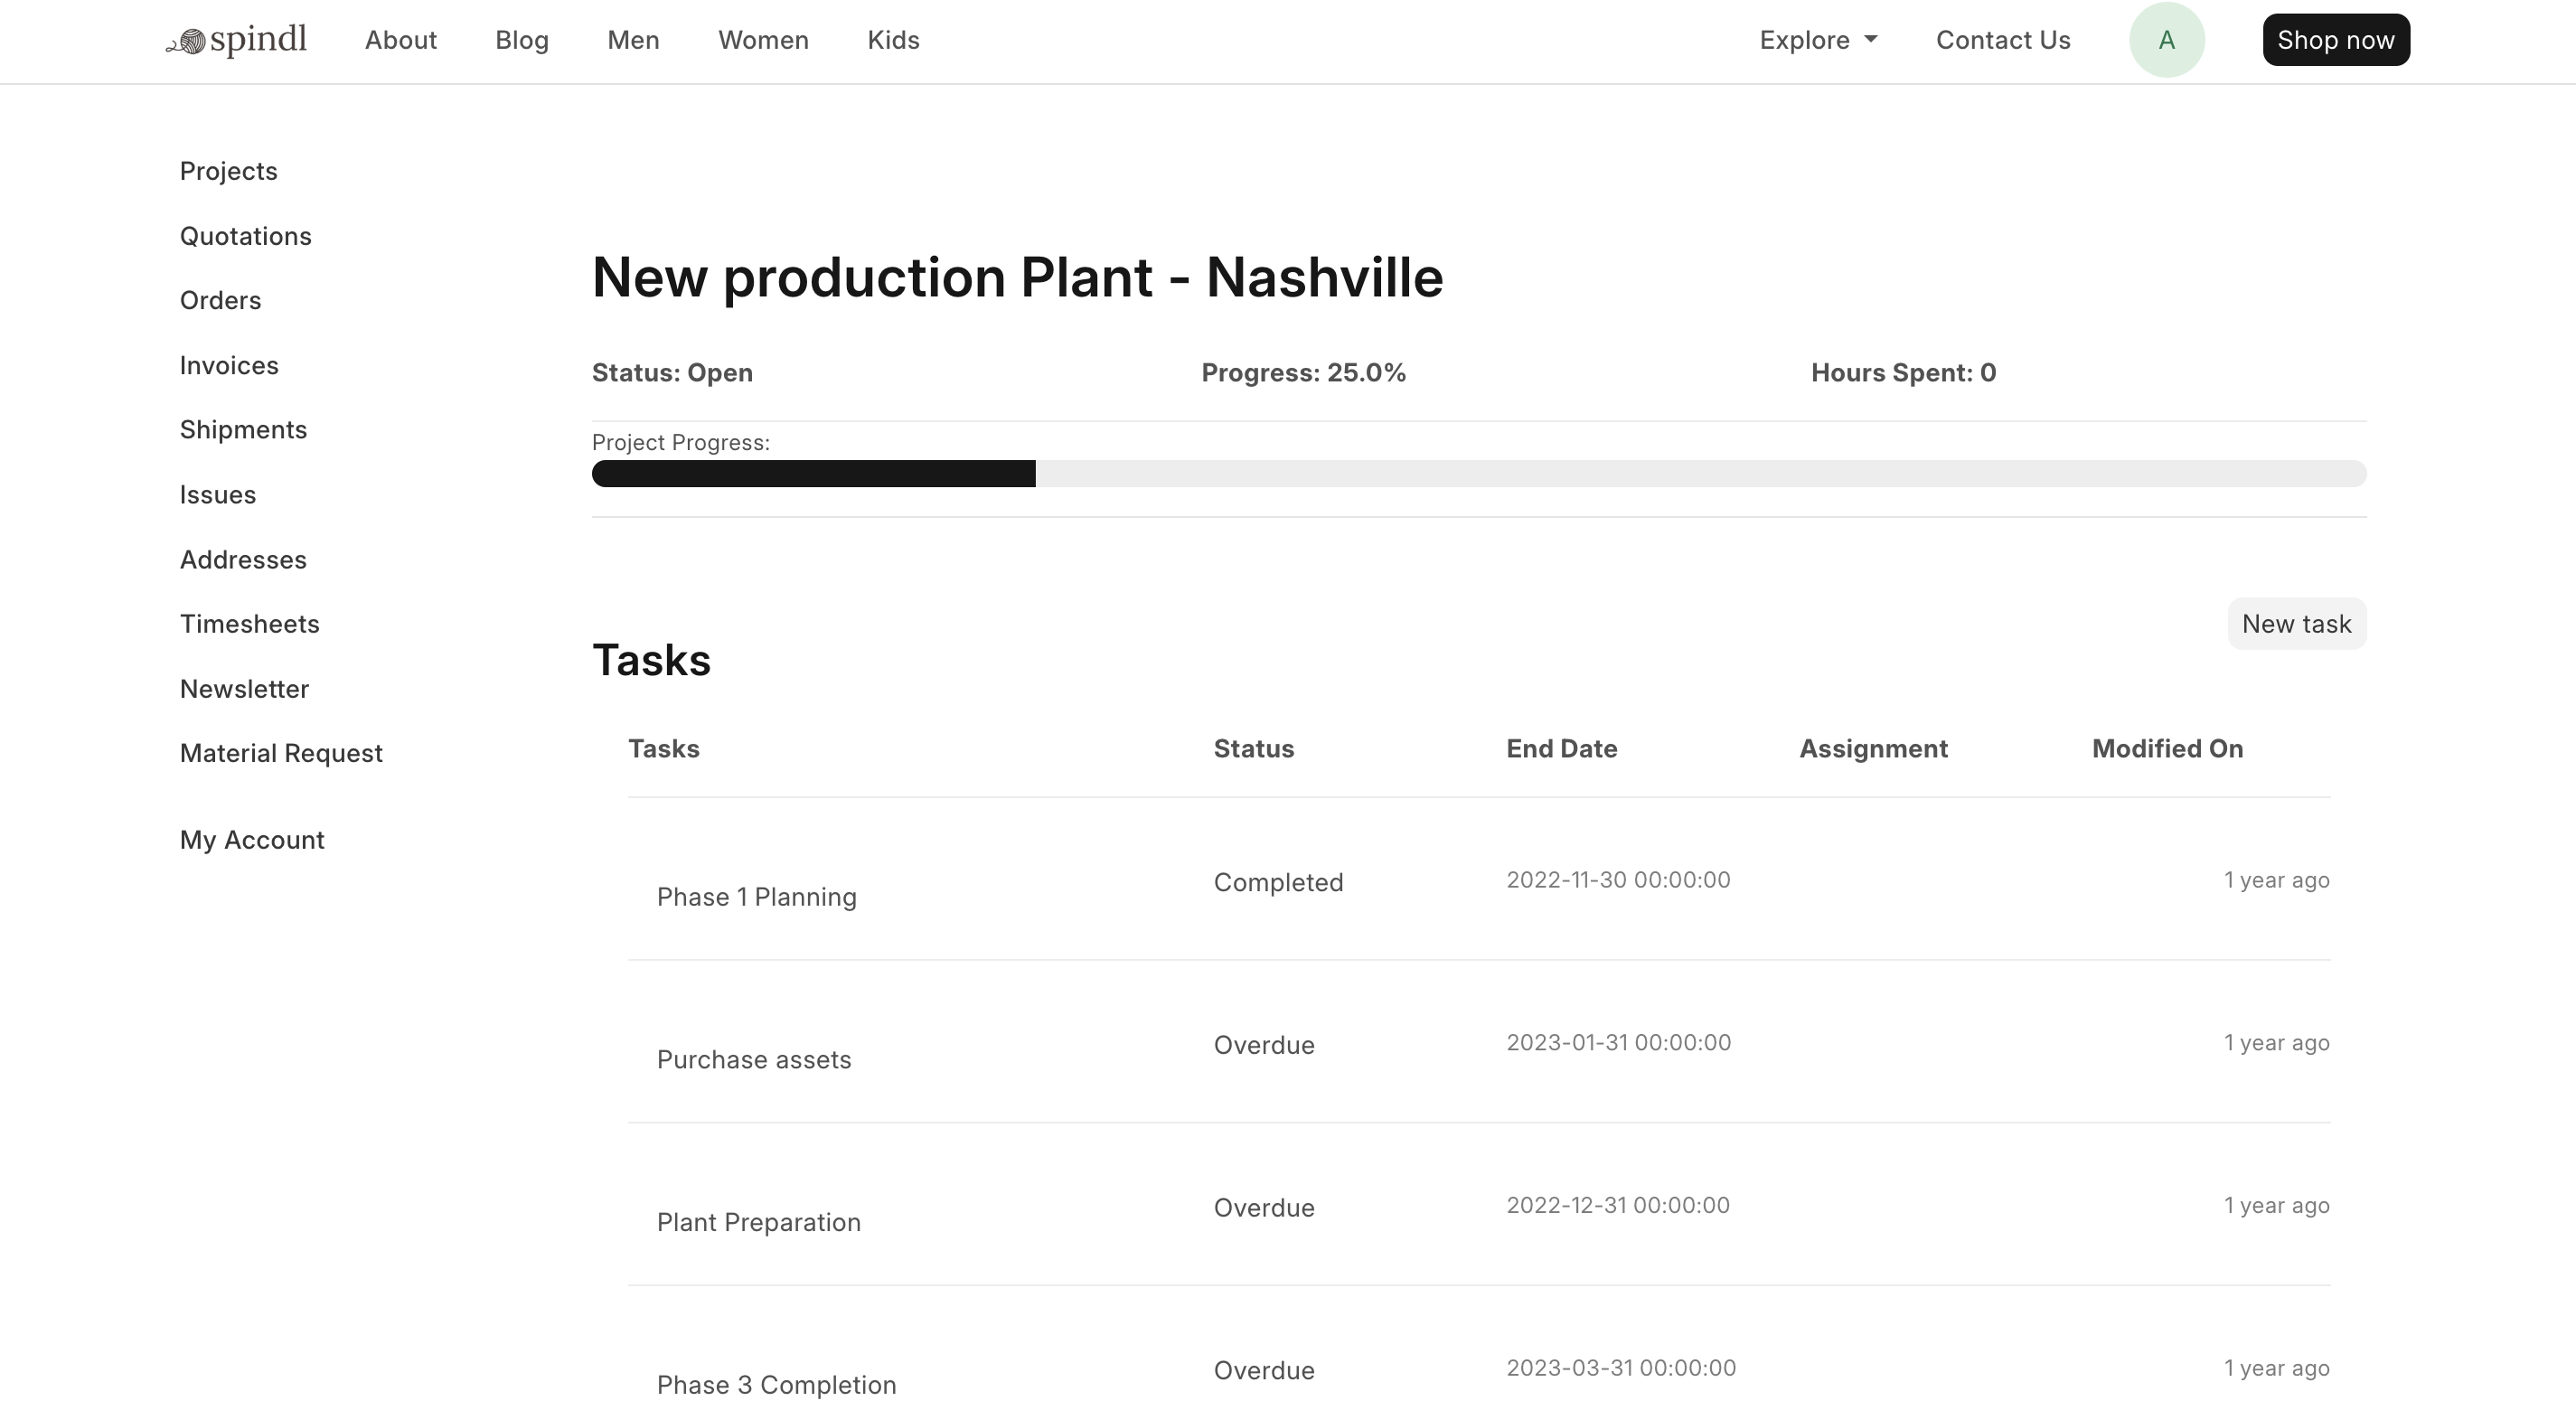 spindl About Blog Men Women Kids Explore Contact Us A Shop now
Projects
Quotations
Orders
Invoices
Shipments
Issues
Addresses
Timesheets
Newsletter
Material Request
My Account
New production Plant - Nashville
Status: Open Progress: 25.0% Hours Spent: 0
Project Progress:
New task
Tasks
Tasks Status End Date Assignment Modified On
Phase 1 Planning Completed 2022-11-30 00:00:00 1 year ago
Purchase assets Overdue 2023-01-31 00:00:00 1 year ago
Plant Preparation Overdue 2022-12-31 00:00:00 1 year ago
Phase 3 Completion Overdue 2023-03-31 00:00:00 1 year ago